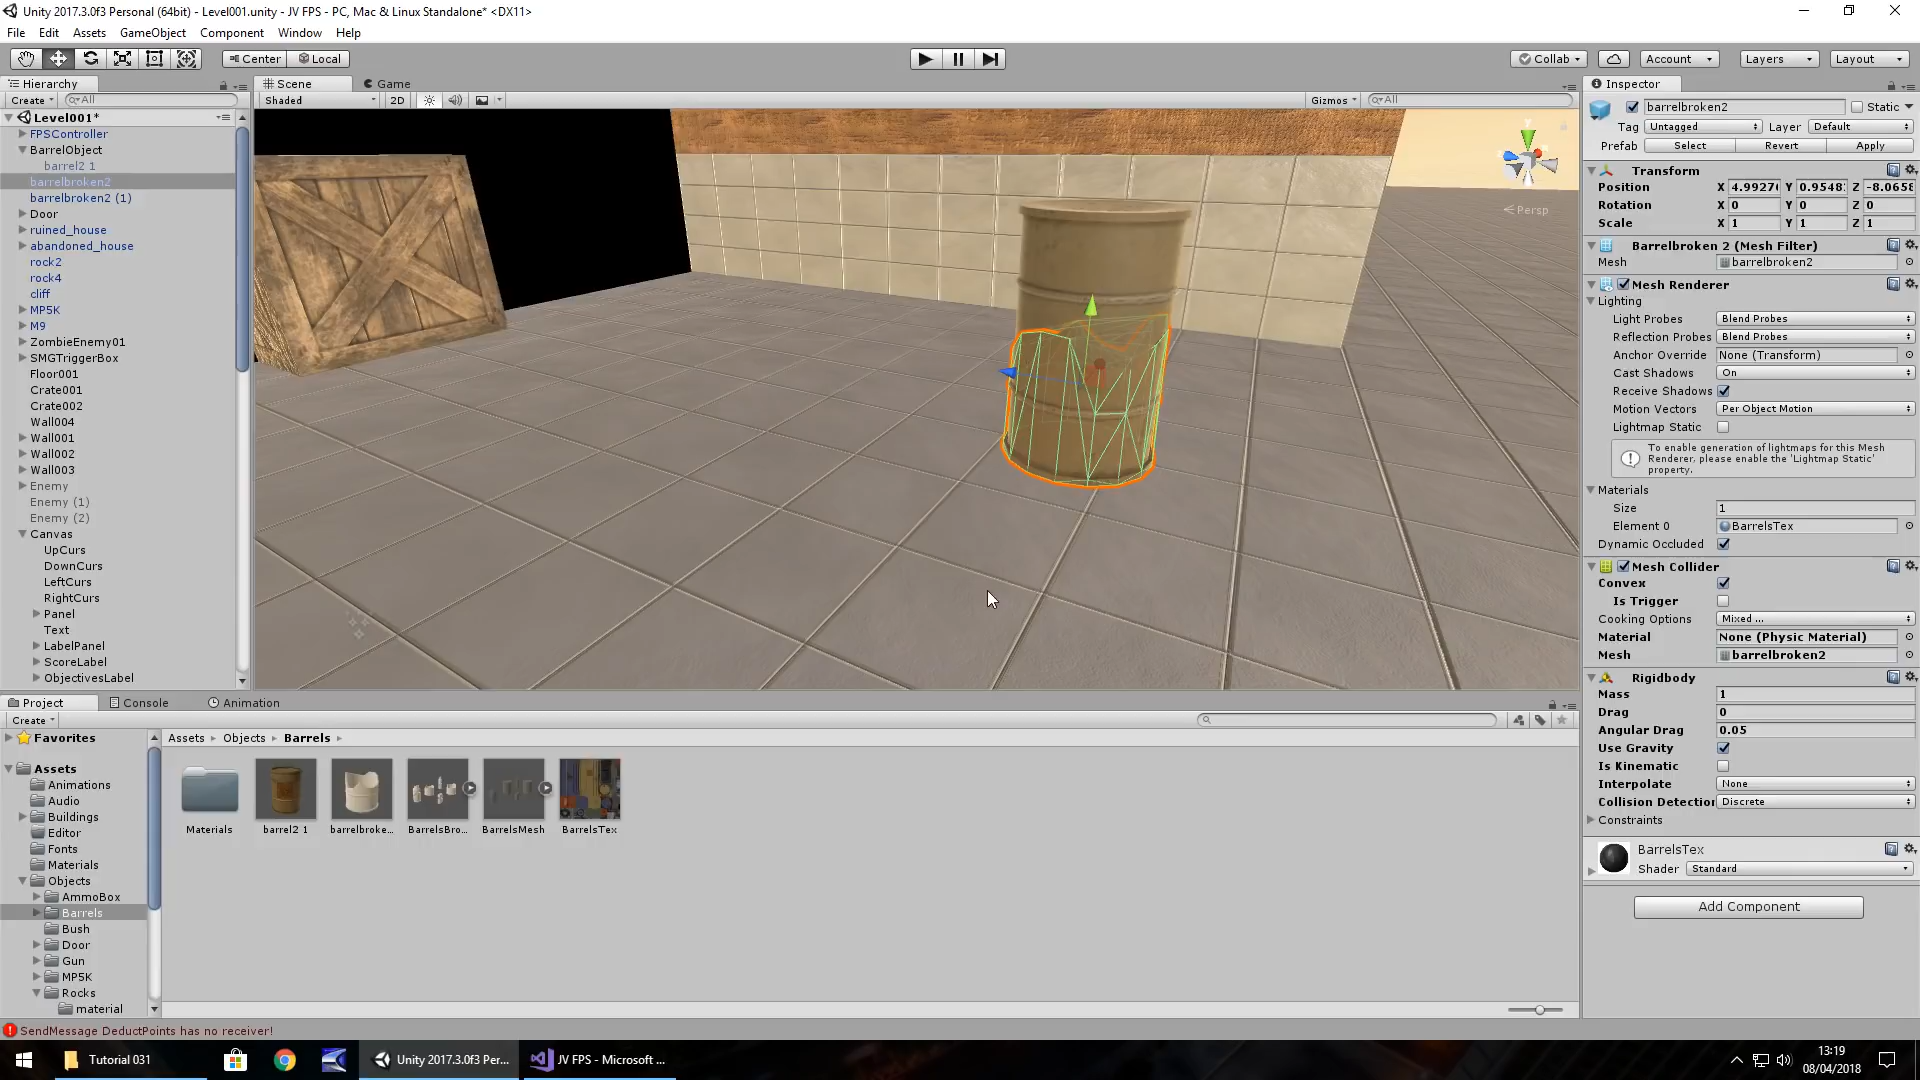 Unity 2017.3.0f3 Personal (64bit) - Level001.unity - JV FPS - PC, Mac & Linux Standalone* <DX11>
File Edit Assets GameObject Component Window Help
Center Local Collab Account Layers Layout
Hierarchy
Create All
Level001*
FPSController
BarrelObject
barrel2 1
barrelbroken2
barrelbroken2 (1)
Door
ruined_house
abandoned_house
rock2
rock4
cliff
MP5K
M9
ZombieEnemy01
SMGTriggerBox
Floor001
Crate001
Crate002
Wall004
Wall001
Wall002
Wall003
Enemy
Enemy (1)
Enemy (2)
Canvas
UpCurs
DownCurs
LeftCurs
RightCurs
Panel
Text
LabelPanel
ScoreLabel
ObjectivesLabel
Scene Game
Shaded 2D Gizmos All
y
Persp
Inspector
barrelbroken2 Static
Tag Untagged Layer Default
Prefab Select Revert Apply
Transform
Position X 4.9927 Y 0.9548 Z -8.0658
Rotation X 0 Y 0 Z 0
Scale X 1 Y 1 Z 1
Barrelbroken 2 (Mesh Filter)
Mesh barrelbroken2
Mesh Renderer
Lighting
Light Probes Blend Probes
Reflection Probes Blend Probes
Anchor Override None (Transform)
Cast Shadows On
Receive Shadows
Motion Vectors Per Object Motion
Lightmap Static
To enable generation of lightmaps for this Mesh
Renderer, please enable the 'Lightmap Static'
property.
Materials
Size 1
Element 0 BarrelsTex
Dynamic Occluded
Mesh Collider
Convex
Is Trigger
Cooking Options Mixed ...
Material None (Physic Material)
Mesh barrelbroken2
Rigidbody
Mass 1
Drag 0
Angular Drag 0.05
Use Gravity
Is Kinematic
Interpolate None
Collision Detection Discrete
Constraints
BarrelsTex
Shader Standard
Add Component
Project Console Animation
Create
Favorites
Assets
Animations
Audio
Buildings
Editor
Fonts
Materials
Objects
AmmoBox
Barrels
Bush
Door
Gun
MP5K
Rocks
material
Assets Objects Barrels
Materials barrel2 1 barrelbroke... BarrelsBro... BarrelsMesh BarrelsTex
SendMessage DeductPoints has no receiver!
Tutorial 031 Unity 2017.3.0f3 Per... JV FPS - Microsoft ...
13:19
08/04/2018